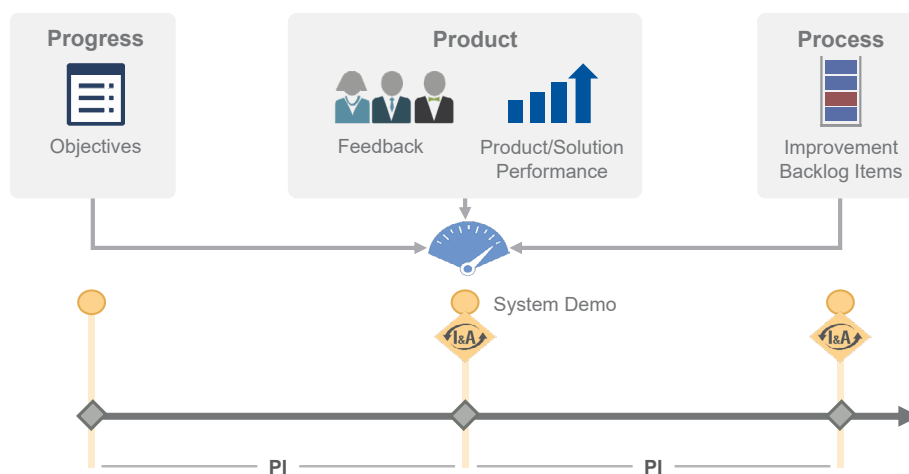 Progress
Objectives
Product
Feedback
Product/Solution
Performance
Process
Improvement
Backlog Items
System Demo
I&A
I&A
PI
PI